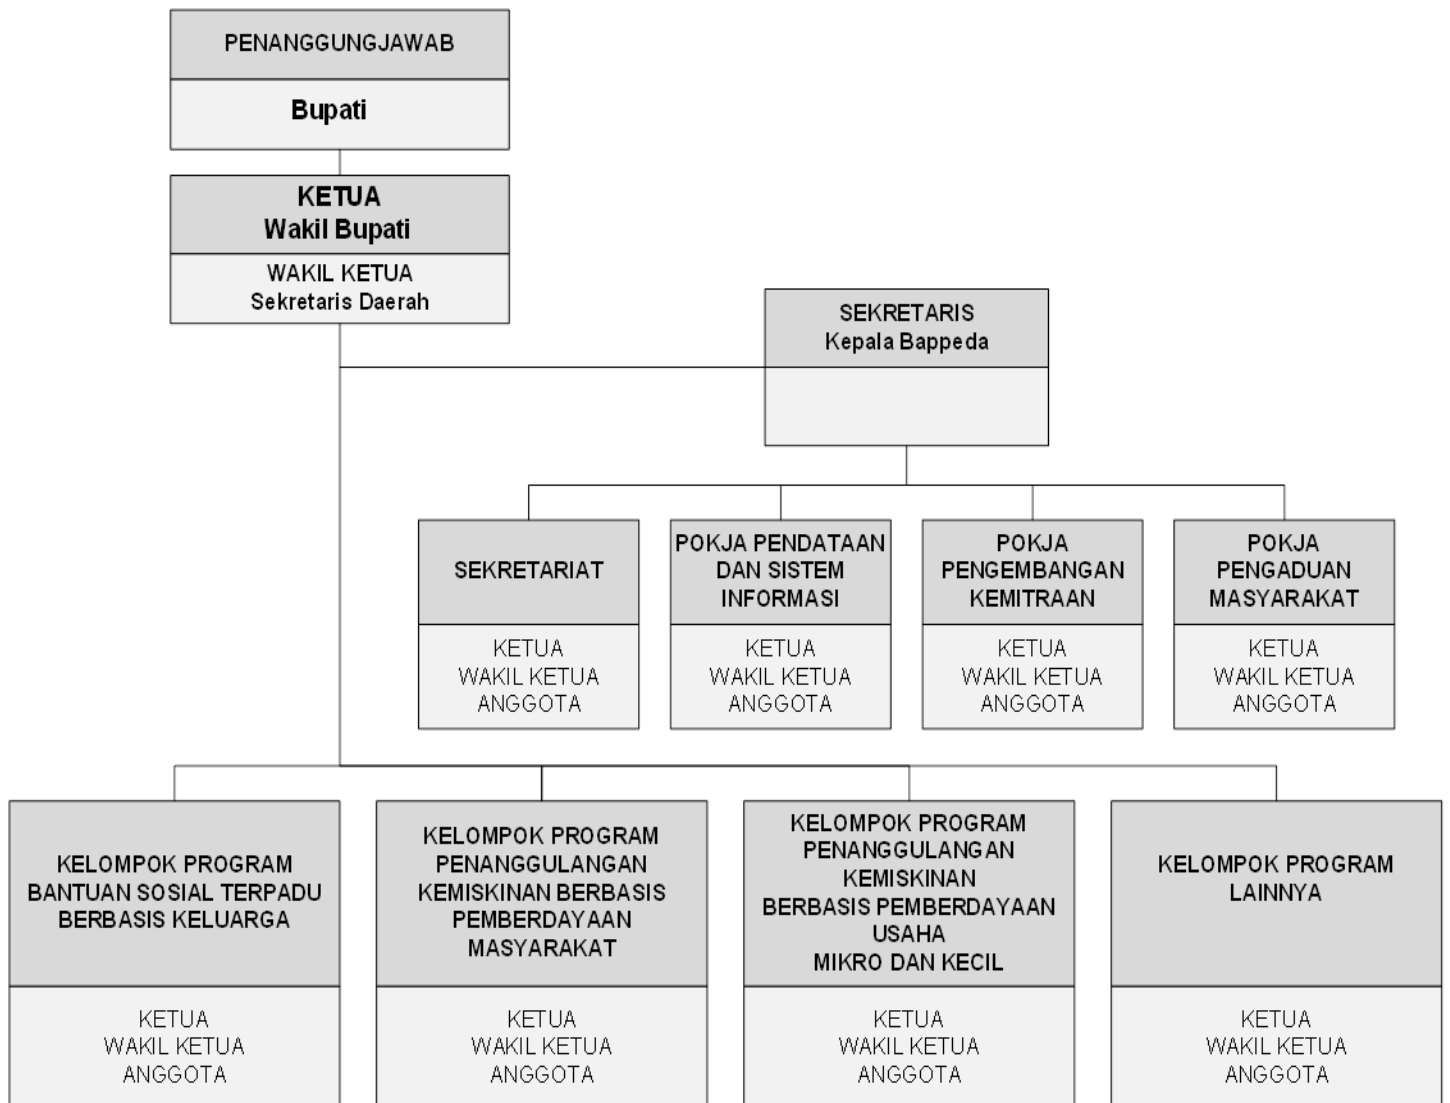 PENANGGUNGJAWAB
Bupati
KETUA
Wakil Bupati
WAKIL KETUA
Sekretaris Daerah
SEKRETARIS
Kepala Bappeda
SEKRETARIAT
KETUA
WAKIL KETUA
ANGGOTA
POKJA PENDATAAN
DAN SISTEM
INFORMASI
KETUA
WAKIL KETUA
ANGGOTA
POKJA
PENGEMBANGAN
KEMITRAAN
KETUA
WAKIL KETUA
ANGGOTA
POKJA
PENGADUAN
MASYARAKAT
KETUA
WAKIL KETUA
ANGGOTA
KELOMPOK PROGRAM
BANTUAN SOSIAL TERPADU
BERBASIS KELUARGA
KETUA
WAKIL KETUA
ANGGOTA
KELOMPOK PROGRAM
PENANGGULANGAN
KEMISKINAN BERBASIS
PEMBERDAYAAN
MASYARAKAT
KETUA
WAKIL KETUA
ANGGOTA
KELOMPOK PROGRAM
PENANGGULANGAN
KEMISKINAN
BERBASIS PEMBERDAYAAN
USAHA
MIKRO DAN KECIL
KETUA
WAKIL KETUA
ANGGOTA
KELOMPOK PROGRAM
LAINNYA
KETUA
WAKIL KETUA
ANGGOTA